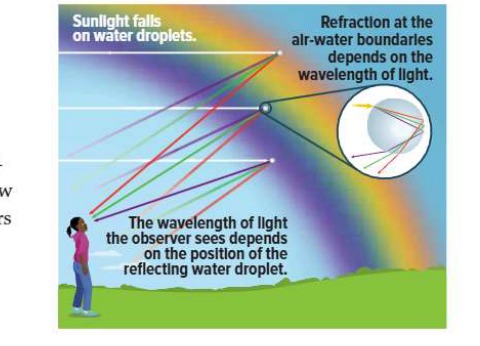 Sunlight falls
on water droplets.
Refraction at the
air-water boundaries
depends on the
wavelength of light.
w
rs
The wavelength of light
the observer sees depends
on the position of the
reflecting water droplet.